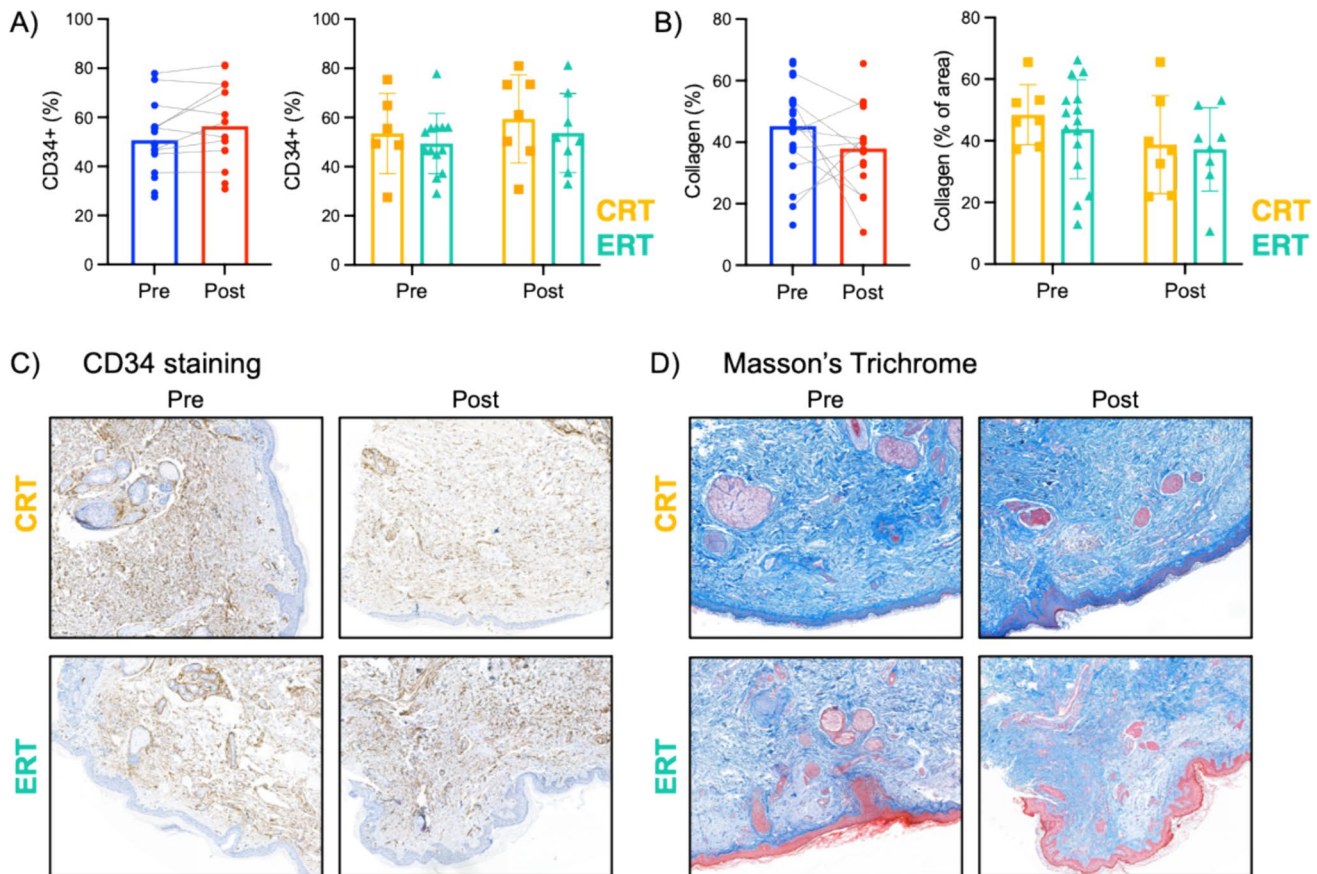 A)
CD34+ (%)
100
80
60
40
20
0
Pre Post
CD34+ (%)
100
80
60
40
20
0
Pre Post
CRT
ERT
B)
Collagen (%)
80
60
40
20
0
Pre Post
Collagen (% of area)
80
60
40
20
0
Pre Post
CRT
ERT
C) CD34 staining
Pre Post
CRT
ERT
D) Masson's Trichrome
Pre Post
CRT
ERT